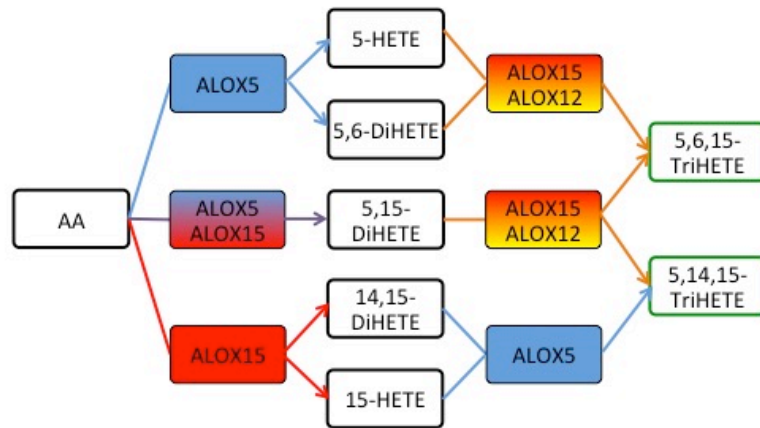 5-HETE
ALOX5
ALOX15
ALOX12
5,6-DiHETE
5,6,15-
TriHETE
AA
ALOX5
ALOX15
5,15-
DiHETE
ALOX15
ALOX12
14,15-
DiHETE
5,14,15-
TriHETE
ALOX15
ALOX5
15-HETE